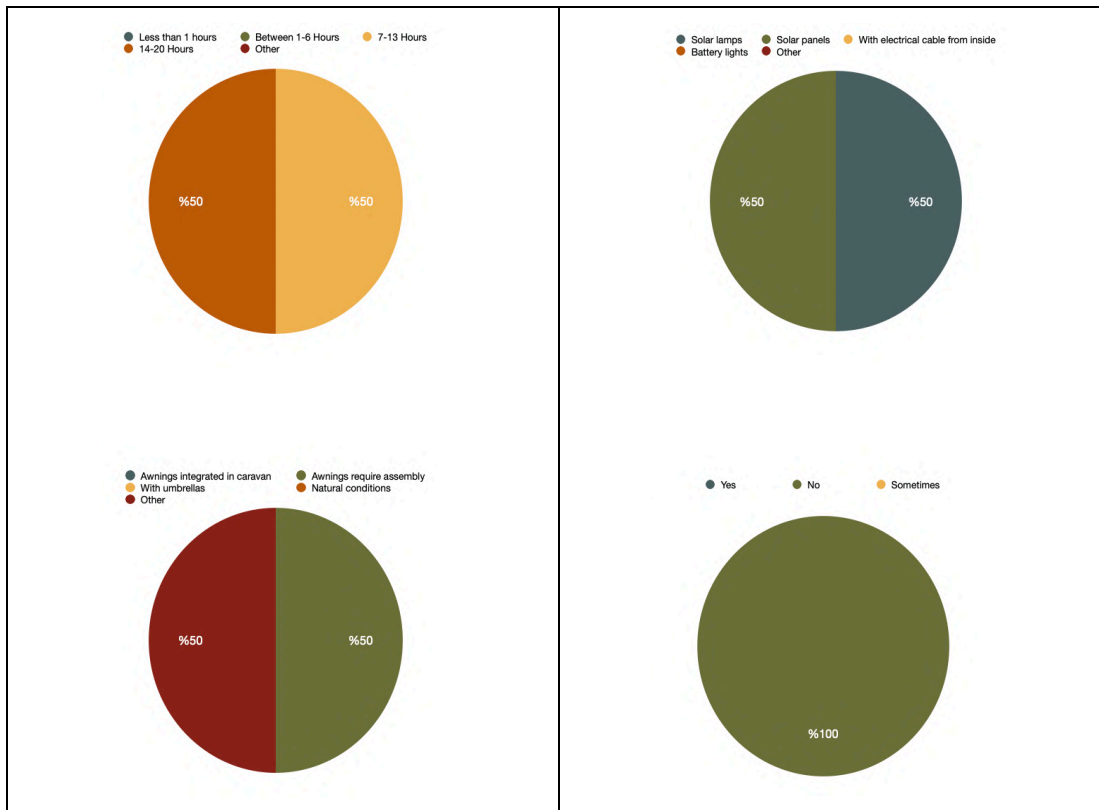 Less than 1 hours Between 1-6 Hours 7-13 Hours
14-20 Hours Other
%50 %50
Solar lamps Solar panels With electrical cable from inside
Battery lights Other
%50 %50
Awnings integrated in caravan Awnings require assembly
With umbrellas Natural conditions
Other
%50 %50
Yes No Sometimes
%100